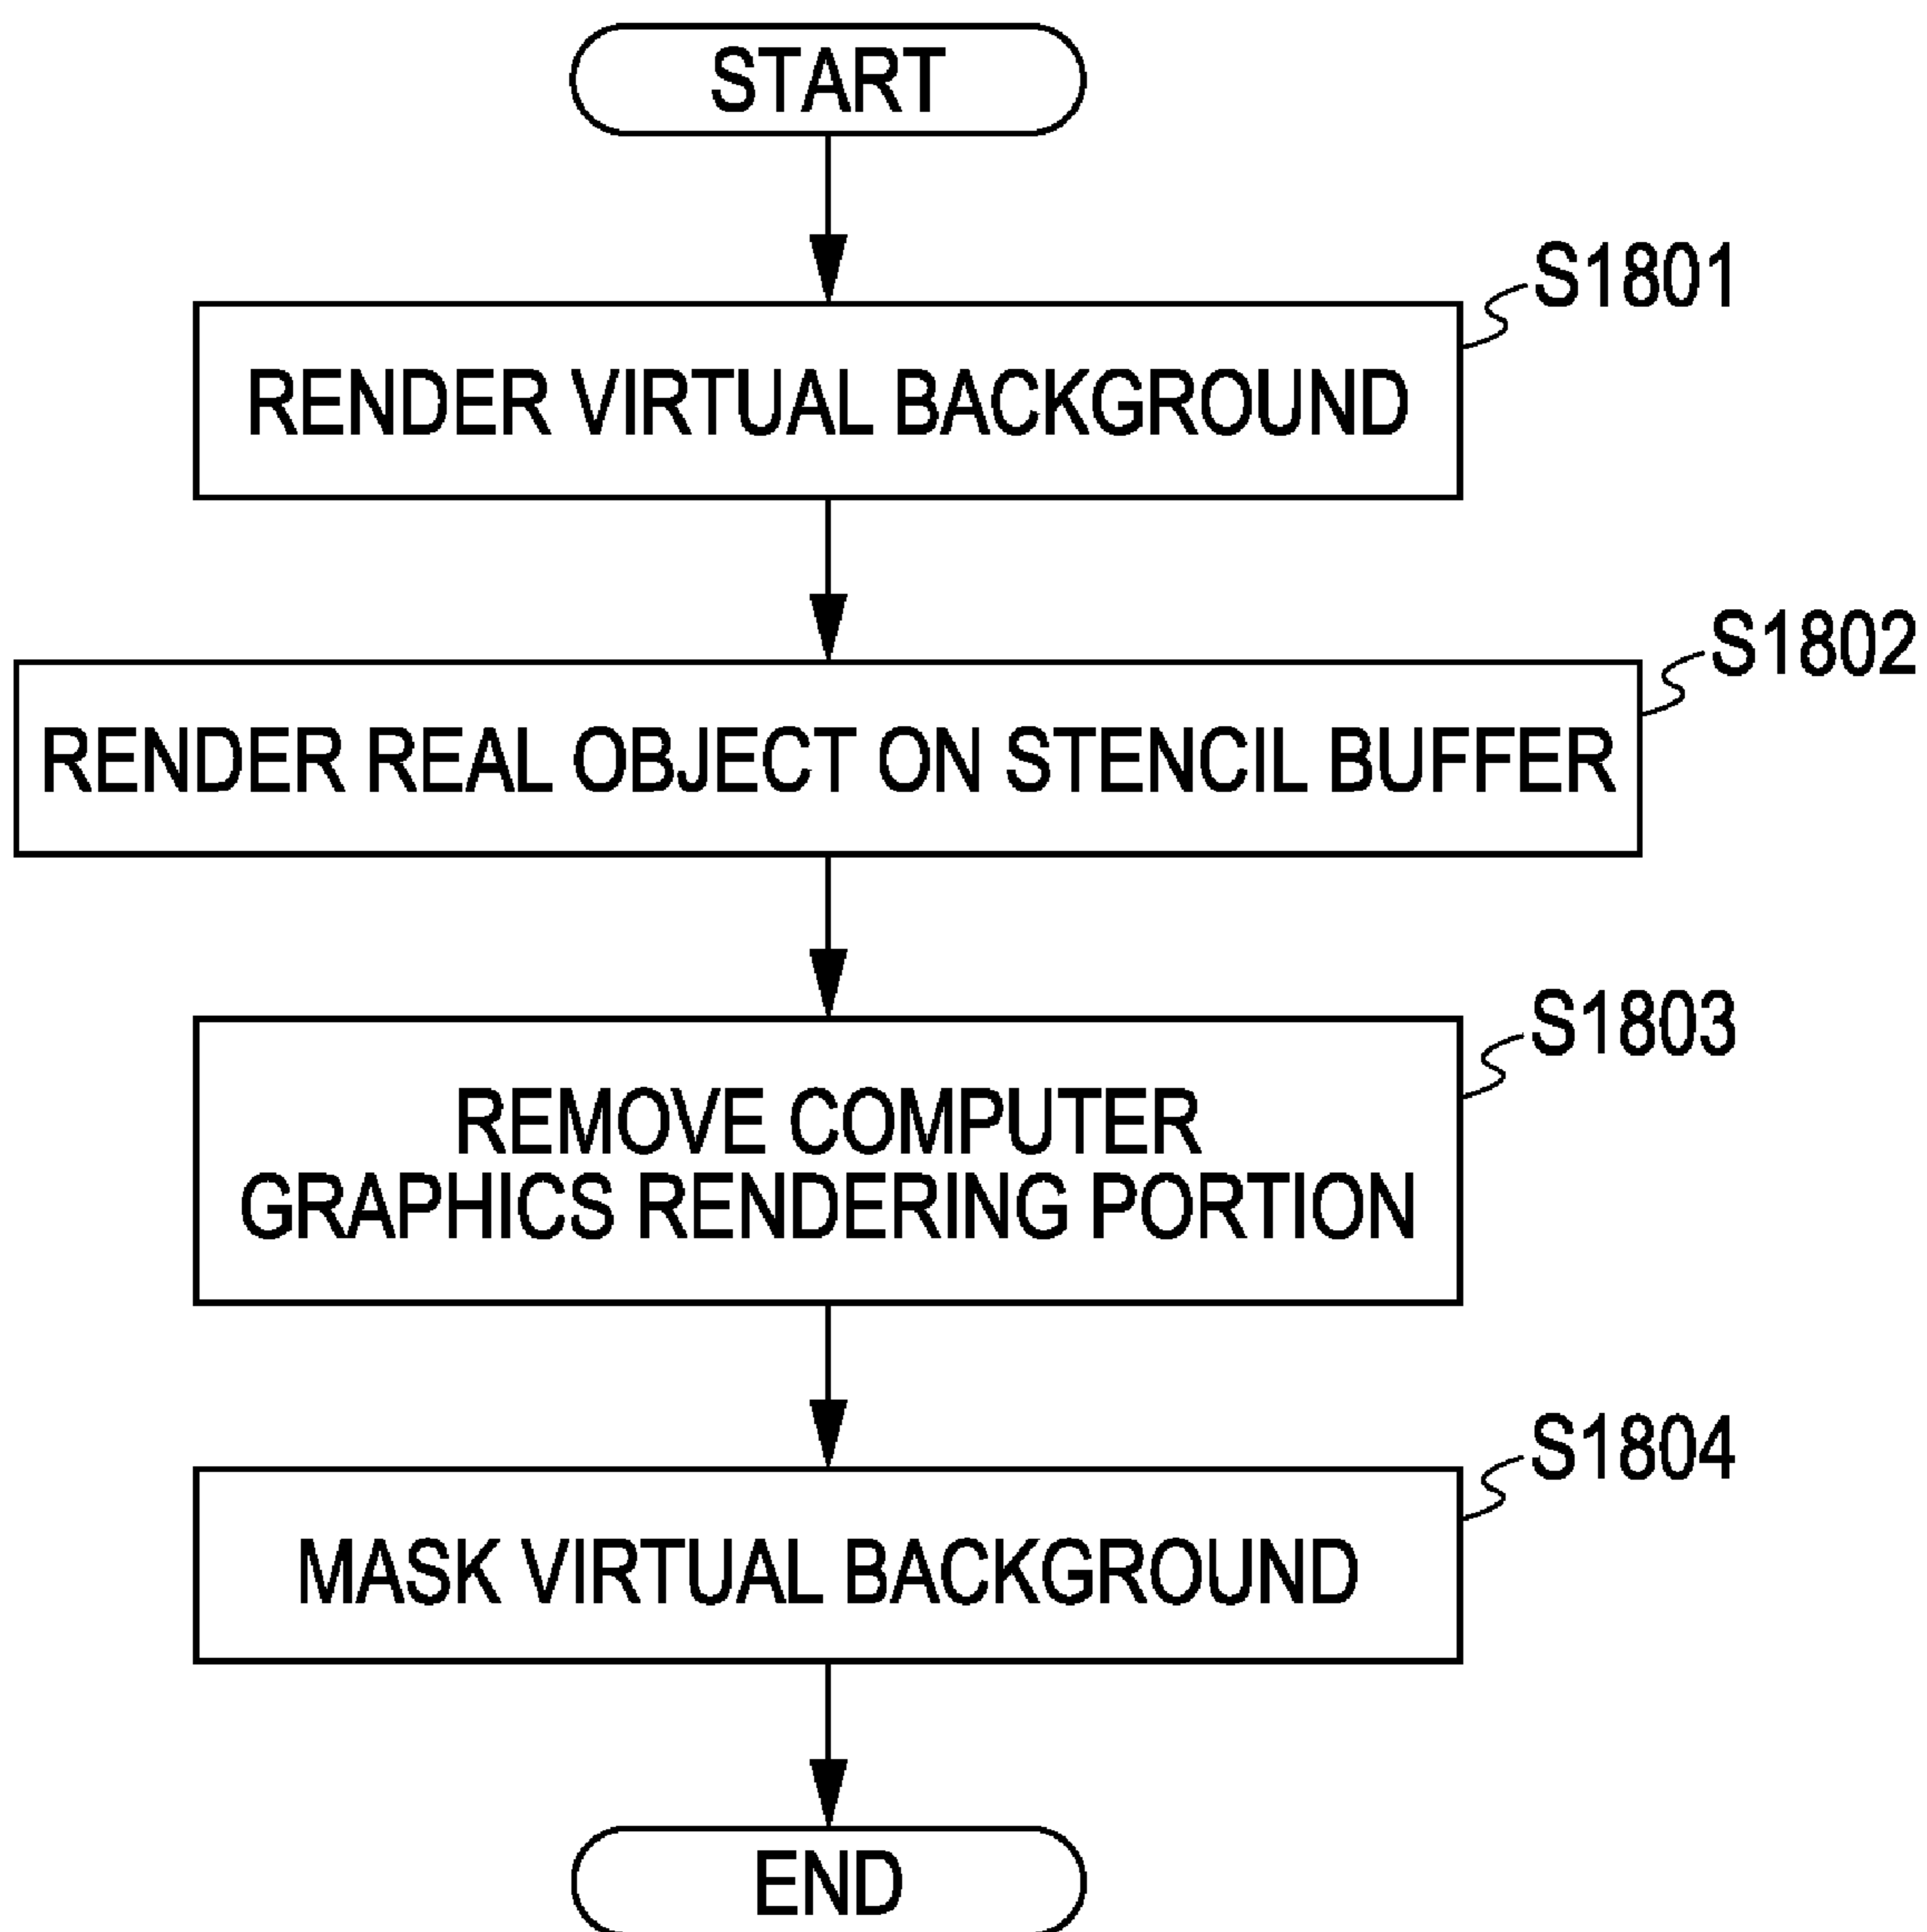 START
S1801
RENDER VIRTUAL BACKGROUND
S1802
RENDER REAL OBJECT ON STENCIL BUFFER
S1803
REMOVE COMPUTER
GRAPHICS RENDERING PORTION
S1804
MASK VIRTUAL BACKGROUND
END